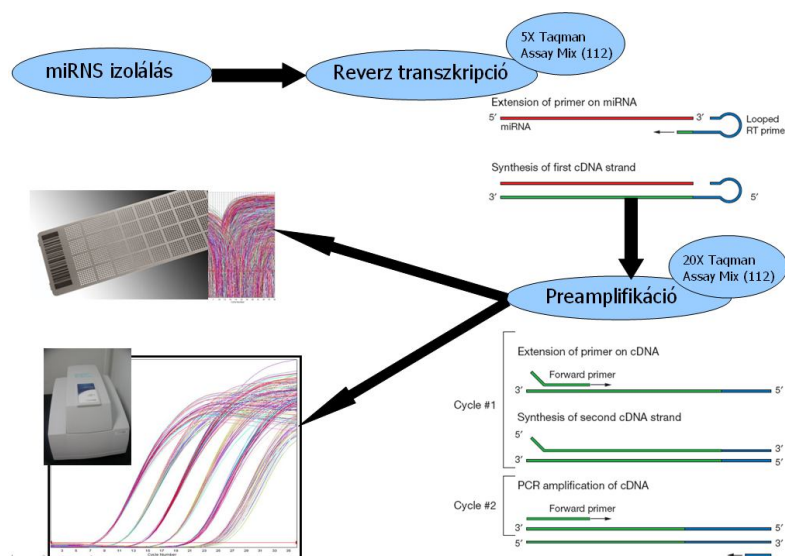 5X Taqman
Assay Mix (112)
miRNS izolálás
Reverz transzkripció
Extension of primer on miRNA
5′
3′
miRNA
Looped
RT primer
Synthesis of first cDNA strand
3′
5′
20X Taqman
Assay Mix (112)
Preamplifikáció
Extension of primer on cDNA
Forward primer
3′
5′
Cycle #1
Synthesis of second cDNA strand
5′
3′
3′
5′
PCR amplification of cDNA
Cycle #2
Forward primer
3′
5′
5′
3′
Cycle Number